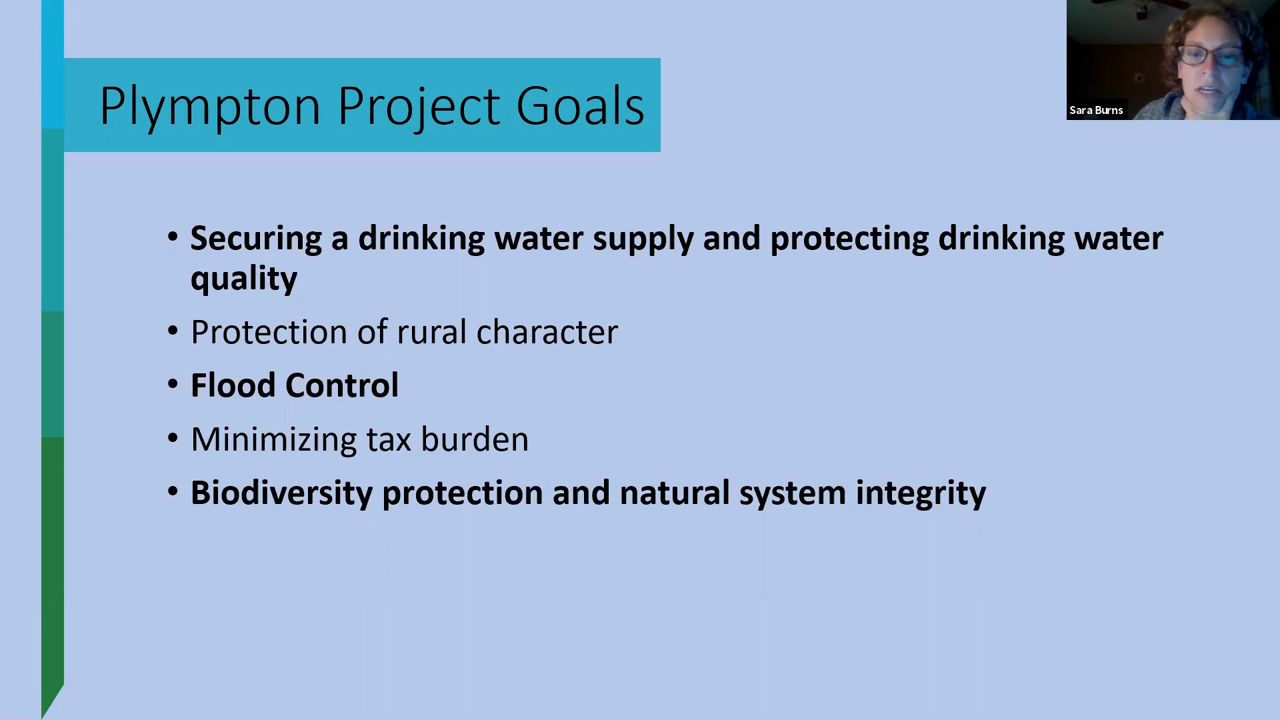 Plympton Project Goals
Sara Burns
• Securing a drinking water supply and protecting drinking water
quality
• Protection of rural character
• Flood Control
• Minimizing tax burden
• Biodiversity protection and natural system integrity